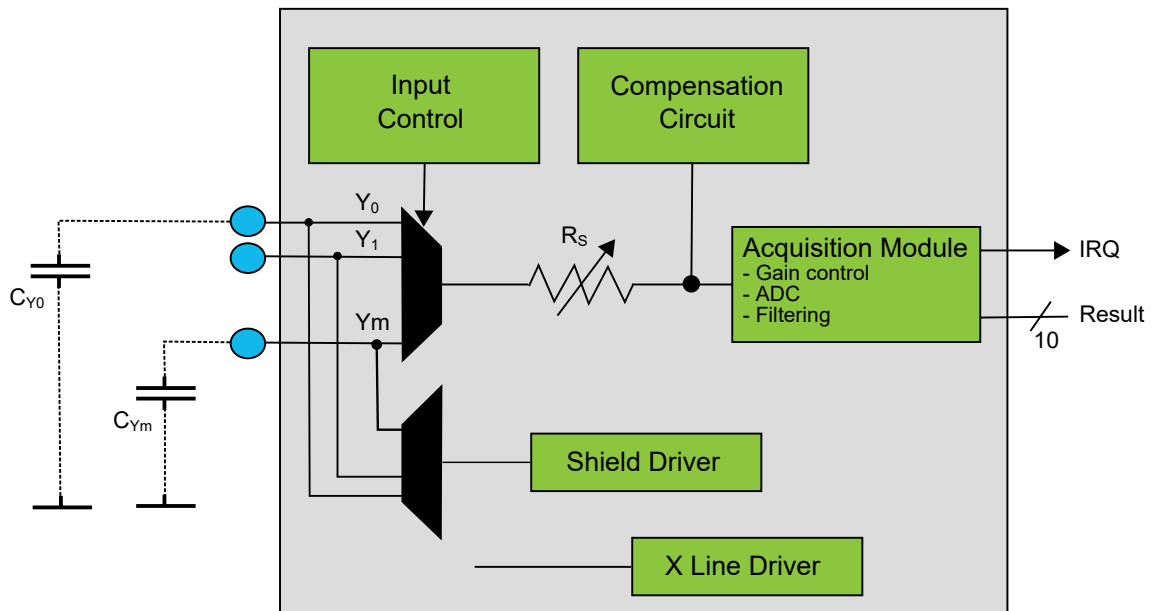 Input
Control
Compensation
Circuit
Y0
Y1
RS
Acquisition Module
- Gain control
- ADC
- Filtering
IRQ
Result
10
CY0
Ym
CYm
Shield Driver
X Line Driver